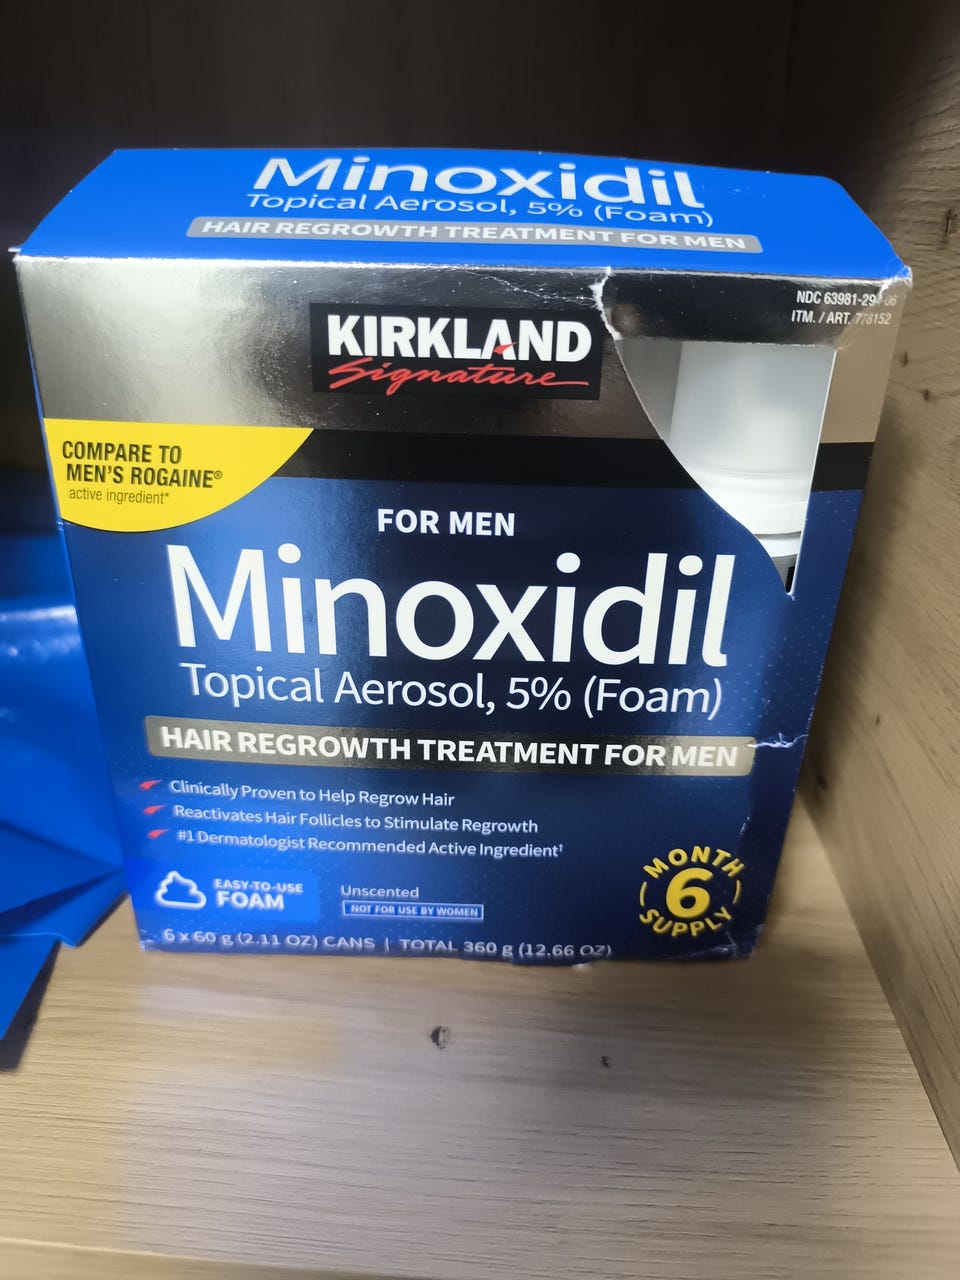 Minoxidil
Topical Aerosol, 5% (Foam)
HAIR REGROWTH TREATMENT FOR MEN
ITM. / ART. 778152
KIRKLAND
Signature
COMPARE TO
MEN'S ROGAINE®
active ingredient*
FOR MEN
Minoxidil
Topical Aerosol, 5% (Foam)
HAIR REGROWTH TREATMENT FOR MEN
Clinically Proven to Help Regrow Hair
Reactivates Hair Follicles to Stimulate Regrowth
#1 Dermatologist Recommended Active Ingredient†
EASY-TO-USE
FOAM
Unscented
NOT FOR USE BY WOMEN
6 MONTH SUPPLY
6 x 60 g (2.11 OZ) CANS | TOTAL 360 g (12.66 OZ)